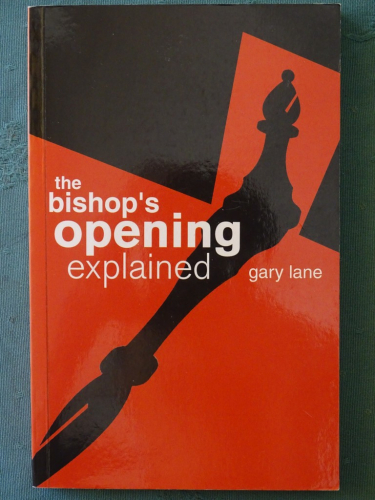 the
bishop's
opening
explained
gary lane